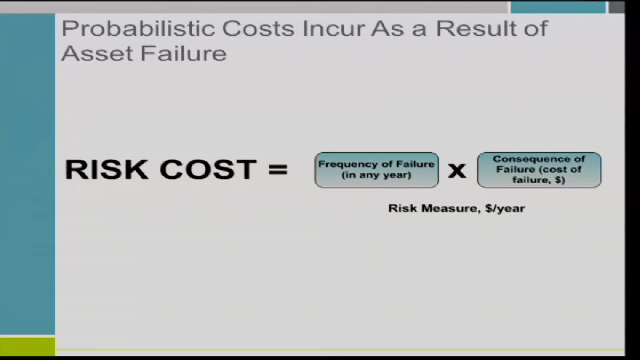 Probabilistic Costs Incur As a Result of
Asset Failure
RISK COST =
Frequency of Failure
(in any year)
x
Consequence of
Failure (cost of
failure, $)
Risk Measure, $/year